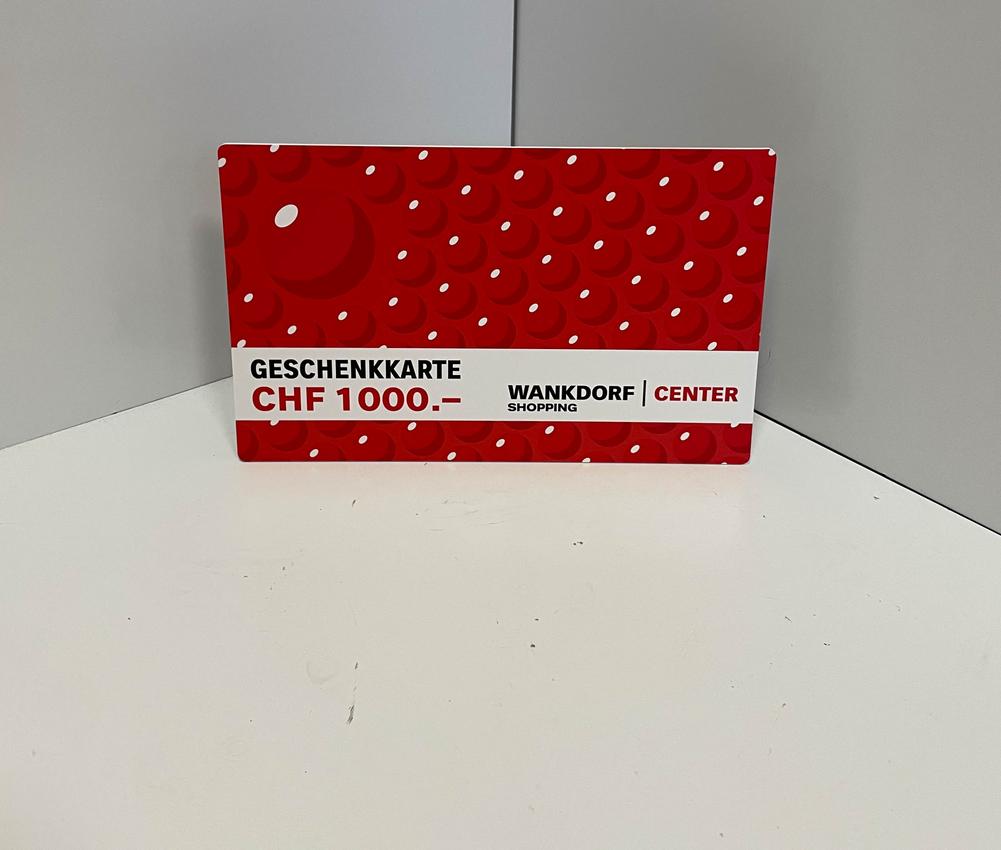 GESCHENKKARTE
CHF 1000.–
WANKDORF | CENTER
SHOPPING